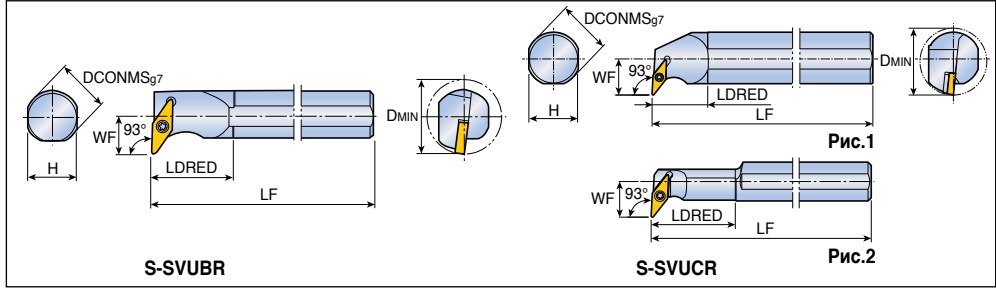 DCONMSg7
H
WF
93°
LDRED
LF
DMIN
S-SVUBR
DCONMSg7
H
WF
93°
LDRED
LF
DMIN
Рис.1
WF
93°
LDRED
LF
Рис.2
S-SVUCR